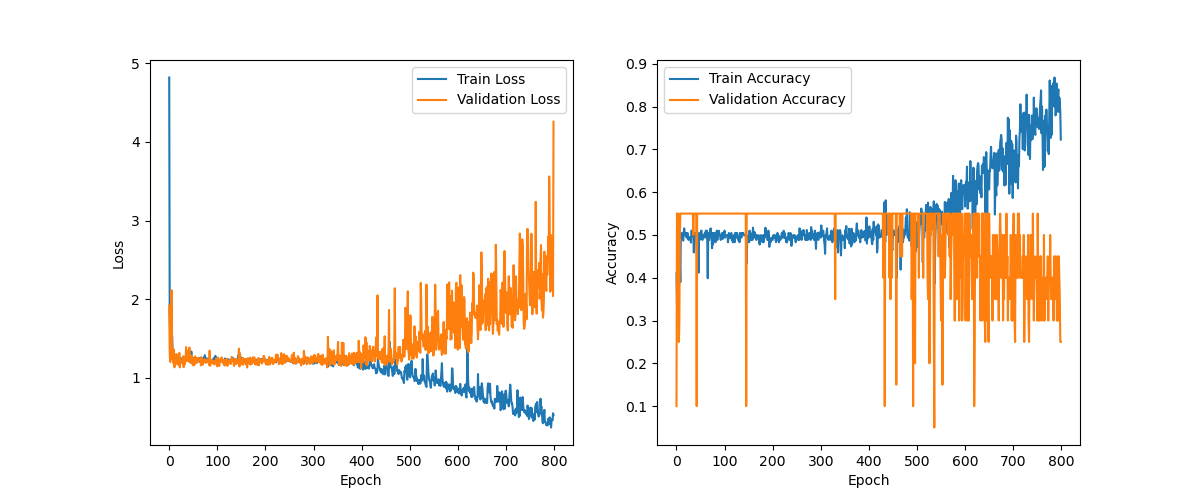 Train Loss
Validation Loss
5
4
3
2
1
Loss
0 100 200 300 400 500 600 700 800
Epoch
Train Accuracy
Validation Accuracy
0.9
0.8
0.7
0.6
0.5
0.4
0.3
0.2
0.1
Accuracy
0 100 200 300 400 500 600 700 800
Epoch